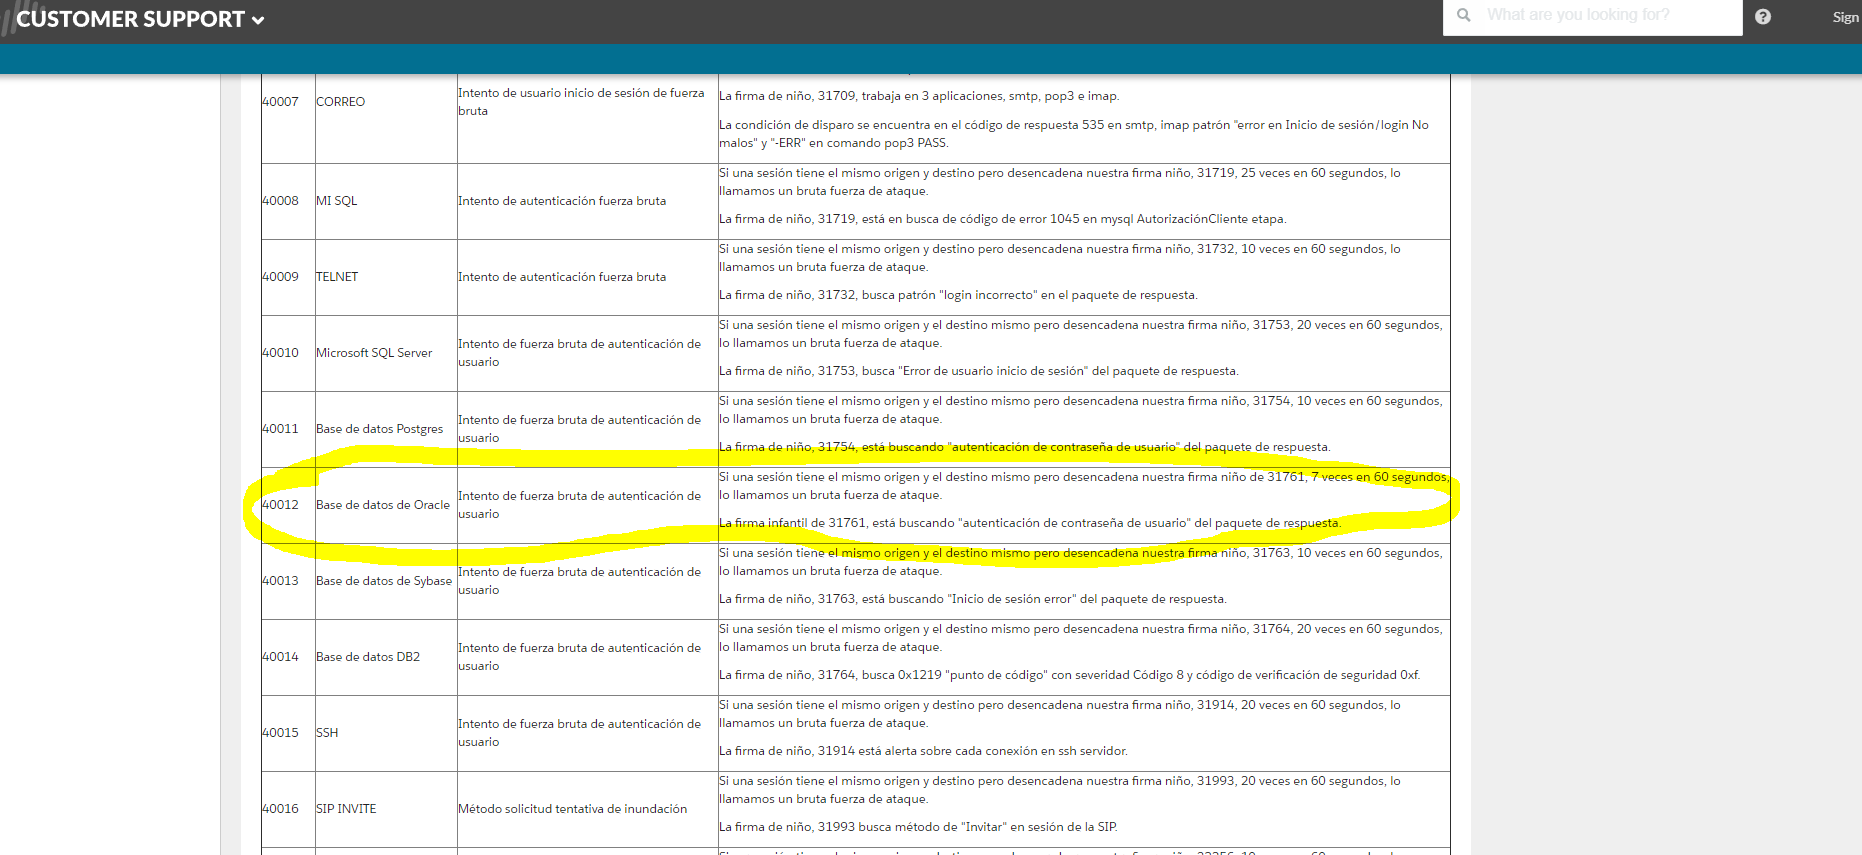 CUSTOMER SUPPORT
What are you looking for?
Sign
40007
CORREO
Intento de usuario inicio de sesión de fuerza
bruta
La firma de niño, 31709, trabaja en 3 aplicaciones, smtp, pop3 e imap.
La condición de disparo se encuentra en el código de respuesta 535 en smtp, imap patrón "error en Inicio de sesión/login No
malos" y "-ERR" en comando pop3 PASS.
40008
MI SQL
Intento de autenticación fuerza bruta
Si una sesión tiene el mismo origen y destino pero desencadena nuestra firma niño, 31719, 25 veces en 60 segundos, lo
llamamos un bruta fuerza de ataque.
La firma de niño, 31719, está en busca de código de error 1045 en mysql AutorizaciónCliente etapa.
40009
TELNET
Intento de autenticación fuerza bruta
Si una sesión tiene el mismo origen y destino pero desencadena nuestra firma niño, 31732, 10 veces en 60 segundos, lo
llamamos un bruta fuerza de ataque.
La firma de niño, 31732, busca patrón "login incorrecto" en el paquete de respuesta.
40010
Microsoft SQL Server
Intento de fuerza bruta de autenticación de
usuario
Si una sesión tiene el mismo origen y el destino mismo pero desencadena nuestra firma niño, 31753, 20 veces en 60 segundos,
lo llamamos un bruta fuerza de ataque.
La firma de niño, 31753, busca "Error de usuario inicio de sesión" del paquete de respuesta.
40011
Base de datos Postgres
Intento de fuerza bruta de autenticación de
usuario
Si una sesión tiene el mismo origen y el destino mismo pero desencadena nuestra firma niño, 31754, 10 veces en 60 segundos,
lo llamamos un bruta fuerza de ataque.
La firma de niño, 31754, está buscando "autenticación de contraseña de usuario" del paquete de respuesta.
40012
Base de datos de Oracle
Intento de fuerza bruta de autenticación de
usuario
Si una sesión tiene el mismo origen y el destino mismo pero desencadena nuestra firma niño de 31761, 7 veces en 60 segundos,
lo llamamos un bruta fuerza de ataque.
La firma infantil de 31761, está buscando "autenticación de contraseña de usuario" del paquete de respuesta.
40013
Base de datos de Sybase
Intento de fuerza bruta de autenticación de
usuario
Si una sesión tiene el mismo origen y el destino mismo pero desencadena nuestra firma niño, 31763, 10 veces en 60 segundos,
lo llamamos un bruta fuerza de ataque.
La firma de niño, 31763, está buscando "Inicio de sesión error" del paquete de respuesta.
40014
Base de datos DB2
Intento de fuerza bruta de autenticación de
usuario
Si una sesión tiene el mismo origen y el destino mismo pero desencadena nuestra firma niño, 31764, 20 veces en 60 segundos,
lo llamamos un bruta fuerza de ataque.
La firma de niño, 31764, busca 0x1219 "punto de código" con severidad Código 8 y código de verificación de seguridad 0xf.
40015
SSH
Intento de fuerza bruta de autenticación de
usuario
Si una sesión tiene el mismo origen y destino pero desencadena nuestra firma niño, 31914, 20 veces en 60 segundos, lo
llamamos un bruta fuerza de ataque.
La firma de niño, 31914 está alerta sobre cada conexión en ssh servidor.
40016
SIP INVITE
Método solicitud tentativa de inundación
Si una sesión tiene el mismo origen y destino pero desencadena nuestra firma niño, 31993, 20 veces en 60 segundos, lo
llamamos un bruta fuerza de ataque.
La firma de niño, 31993 busca método de "Invitar" en sesión de la SIP.